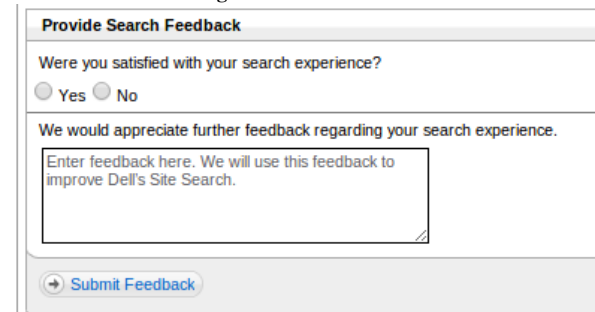 Provide Search Feedback
Were you satisfied with your search experience?
Yes No
We would appreciate further feedback regarding your search experience.
Enter feedback here. We will use this feedback to
improve Dell's Site Search.
Submit Feedback